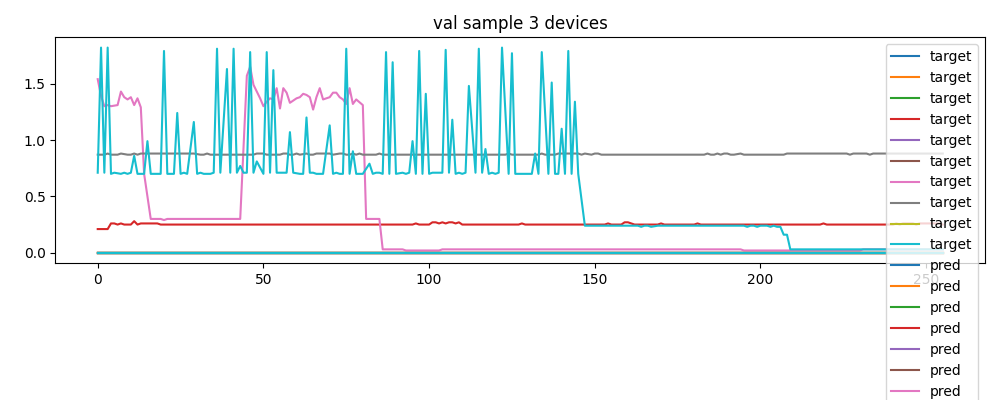 val sample 3 devices
1.5
1.0
0.5
0.0
0
50
100
150
200
250
target
target
target
target
target
target
target
target
target
target
pred
pred
pred
pred
pred
pred
pred